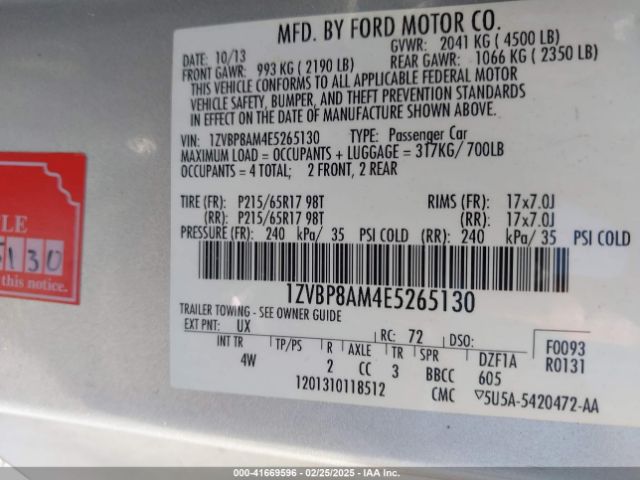 MFD. BY FORD MOTOR CO.
DATE: 10/13
GVWR: 2041 KG ( 4500 LB)
FRONT GAWR: 993 KG ( 2190 LB)
REAR GAWR: 1066 KG ( 2350 LB)
THIS VEHICLE CONFORMS TO ALL APPLICABLE FEDERAL MOTOR
VEHICLE SAFETY, BUMPER, AND THEFT PREVENTION STANDARDS
IN EFFECT ON THE DATE OF MANUFACTURE SHOWN ABOVE.
VIN: 1ZVBP8AM4E5265130 TYPE: Passenger Car
MAXIMUM LOAD = OCCUPANTS + LUGGAGE = 317KG/ 700LB
OCCUPANTS = 4 TOTAL; 2 FRONT, 2 REAR
TIRE (FR): P215/65R17 98T RIMS (FR): 17x7.0J
(RR): P215/65R17 98T (RR): 17x7.0J
PRESSURE (FR): 240 kPa/ 35 PSI COLD (RR): 240 kPa/ 35 PSI COLD
1ZVBP8AM4E5265130
TRAILER TOWING - SEE OWNER GUIDE
EXT PNT: UX RC: 72 DSO: F0093
INT TR TP/PS R AXLE TR SPR DZF1A R0131
4W 2 CC 3 BBCC 605
1201310118512 CMC ▽5U5A-5420472-AA
LE
5130
this notice.
000-41669596 - 02/25/2025 - IAAI.COM